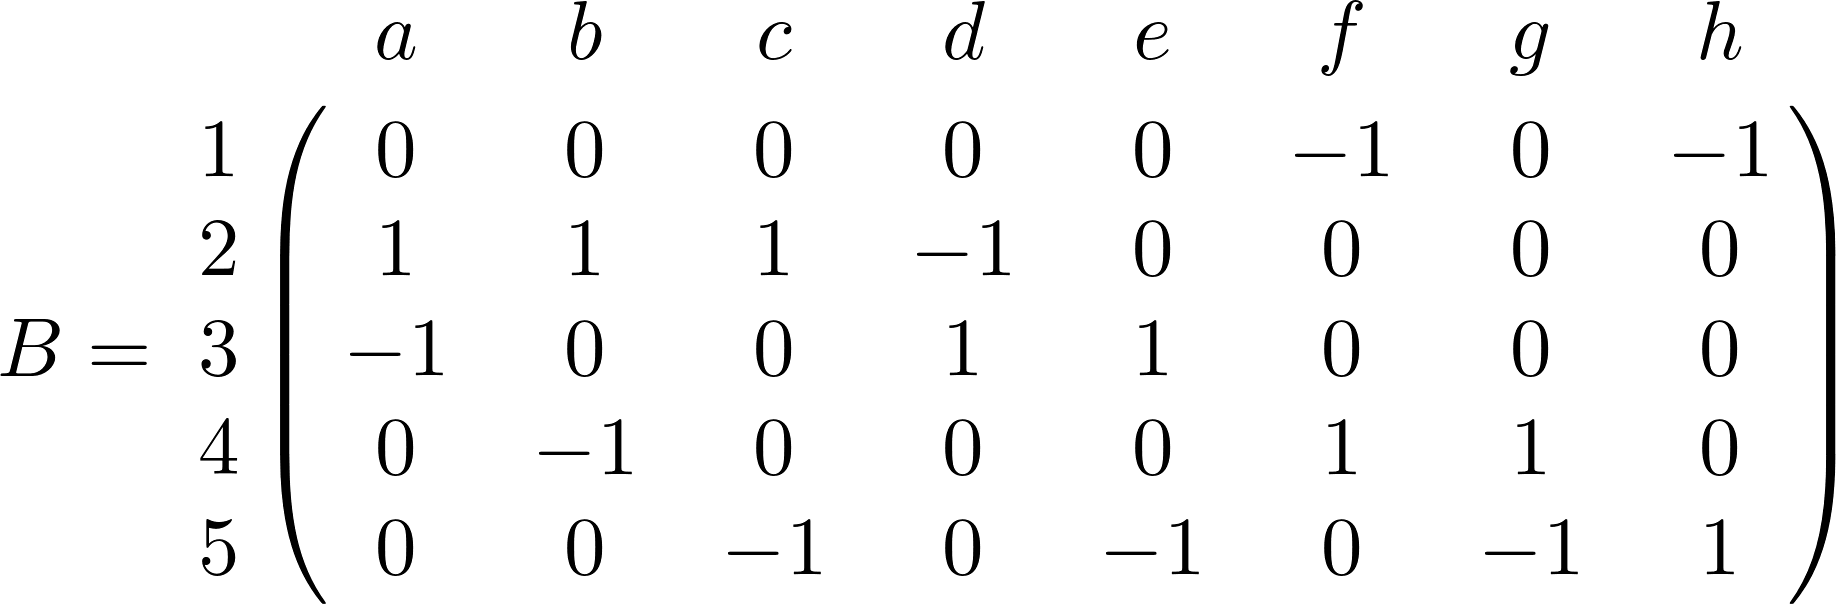 a b c d e f g h
1 0 0 0 0 0 −1 0 −1
2 1 1 1 −1 0 0 0 0
B = 3 −1 0 0 1 1 0 0 0
4 0 −1 0 0 0 1 1 0
5 0 0 −1 0 −1 0 −1 1